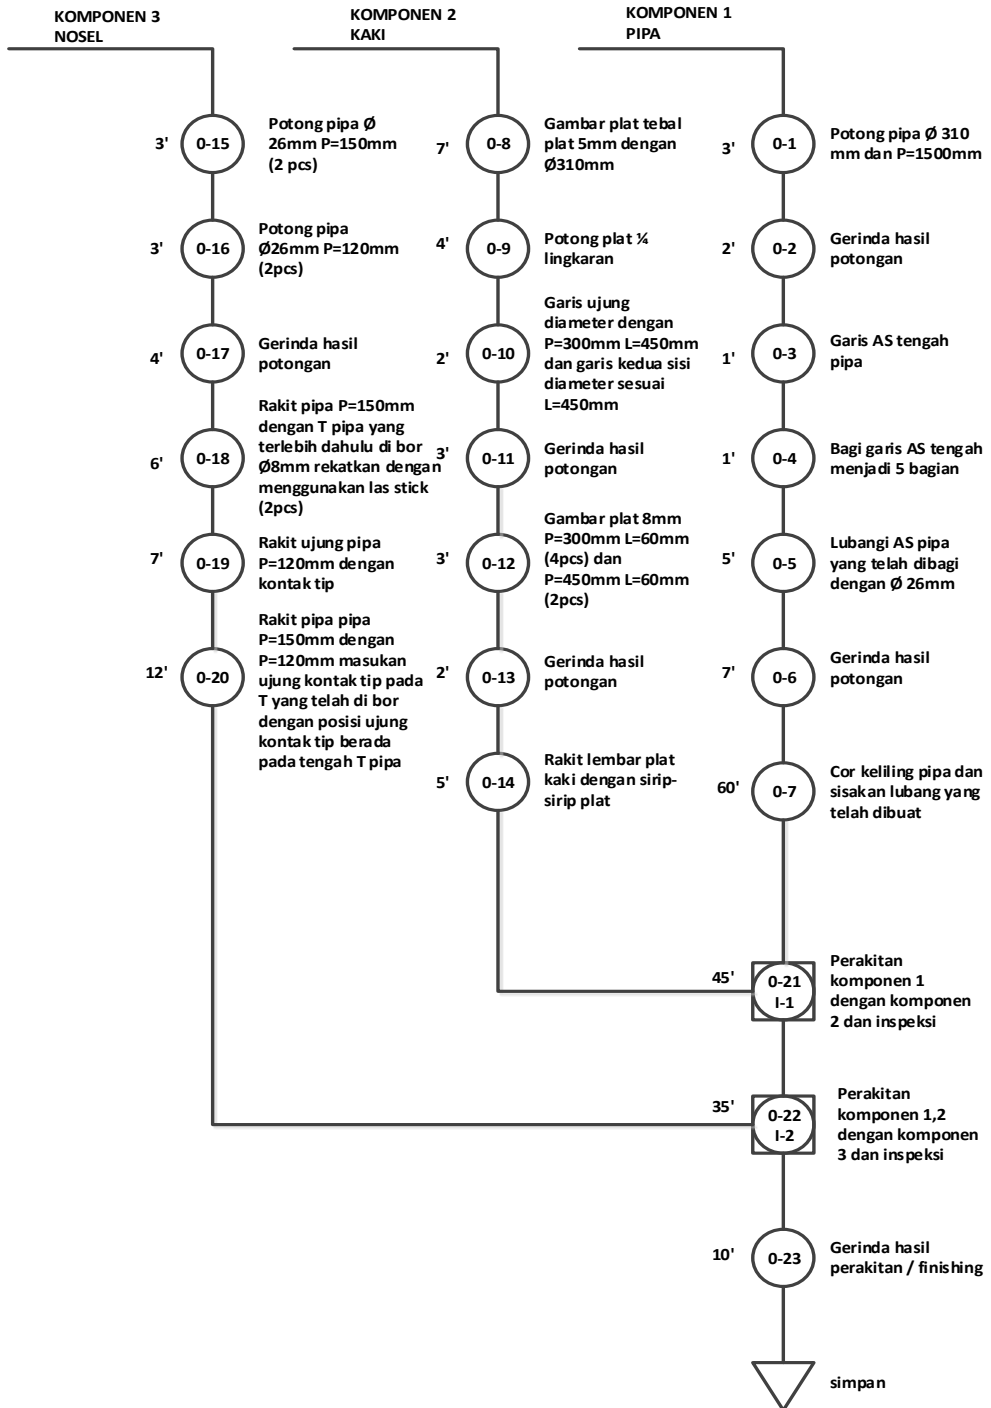 KOMPONEN 3
NOSEL
3'
0-15
Potong pipa Ø
26mm P=150mm
(2 pcs)
3'
0-16
Potong pipa
Ø26mm P=120mm
(2pcs)
4'
0-17
Gerinda hasil
potongan
6'
0-18
Rakit pipa P=150mm
dengan T pipa yang
terlebih dahulu di bor
Ø8mm rekatkan dengan
menggunakan las stick
(2pcs)
7'
0-19
Rakit ujung pipa
P=120mm dengan
kontak tip
12'
0-20
Rakit pipa pipa
P=150mm dengan
P=120mm masukan
ujung kontak tip pada
T yang telah di bor
dengan posisi ujung
kontak tip berada
pada tengah T pipa
KOMPONEN 2
KAKI
7'
0-8
Gambar plat tebal
plat 5mm dengan
Ø310mm
4'
0-9
Potong plat ¼
lingkaran
2'
0-10
Garis ujung
diameter dengan
P=300mm L=450mm
dan garis kedua sisi
diameter sesuai
L=450mm
3'
0-11
Gerinda hasil
potongan
3'
0-12
Gambar plat 8mm
P=300mm L=60mm
(4pcs) dan
P=450mm L=60mm
(2pcs)
2'
0-13
Gerinda hasil
potongan
5'
0-14
Rakit lembar plat
kaki dengan sirip-
sirip plat
KOMPONEN 1
PIPA
3'
0-1
Potong pipa Ø 310
mm dan P=1500mm
2'
0-2
Gerinda hasil
potongan
1'
0-3
Garis AS tengah
pipa
1'
0-4
Bagi garis AS tengah
menjadi 5 bagian
5'
0-5
Lubangi AS pipa
yang telah dibagi
dengan Ø 26mm
7'
0-6
Gerinda hasil
potongan
60'
0-7
Cor keliling pipa dan
sisakan lubang yang
telah dibuat
45'
0-21
I-1
Perakitan
komponen 1
dengan komponen
2 dan inspeksi
35'
0-22
I-2
Perakitan
komponen 1,2
dengan komponen
3 dan inspeksi
10'
0-23
Gerinda hasil
perakitan / finishing
simpan